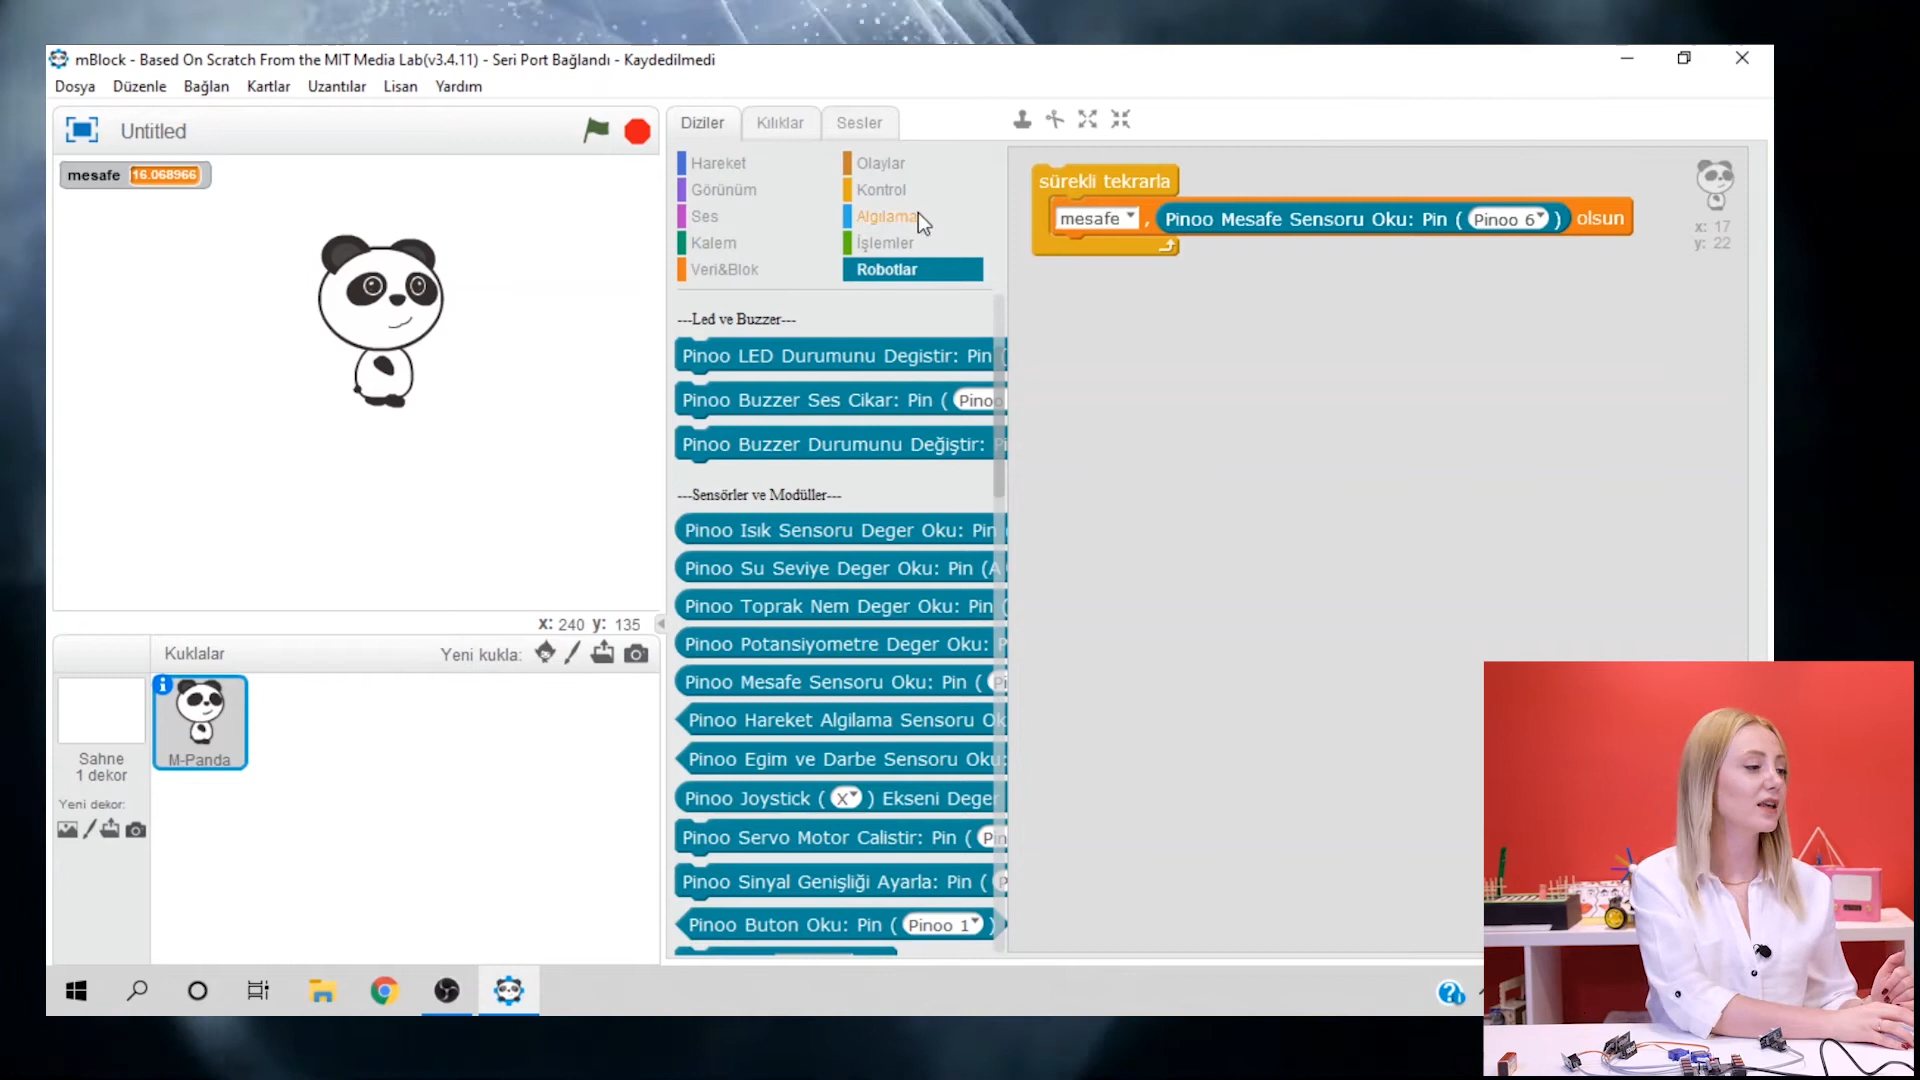 mBlock - Based On Scratch From the MIT Media Lab(v3.4.11) - Seri Port Bağlandı - Kaydedilmedi
Dosya Düzenle Bağlan Kartlar Uzantılar Lisan Yardım
Untitled
mesafe 16.068966
x: 240 y: 135
Kuklalar Yeni kukla:
M-Panda
Sahne
1 dekor
Yeni dekor:
Diziler Kılıklar Sesler
Hareket Olaylar
Görünüm Kontrol
Ses Algılama
Kalem İşlemler
Veri&Blok Robotlar
---Led ve Buzzer---
Pinoo LED Durumunu Degistir: Pin (
Pinoo Buzzer Ses Cikar: Pin ( Pinoo
Pinoo Buzzer Durumunu Değiştir: Pi
---Sensörler ve Modüller---
Pinoo Isık Sensoru Deger Oku: Pin
Pinoo Su Seviye Deger Oku: Pin (A
Pinoo Toprak Nem Deger Oku: Pin (
Pinoo Potansiyometre Deger Oku: P
Pinoo Mesafe Sensoru Oku: Pin ( Pi
Pinoo Hareket Algilama Sensoru Ok
Pinoo Egim ve Darbe Sensoru Oku:
Pinoo Joystick ( X ) Ekseni Deger
Pinoo Servo Motor Calistir: Pin ( Pin
Pinoo Sinyal Genişliği Ayarla: Pin ( P
Pinoo Buton Oku: Pin ( Pinoo 1 )
sürekli tekrarla
mesafe , Pinoo Mesafe Sensoru Oku: Pin ( Pinoo 6 ) olsun
x: 17
y: 22